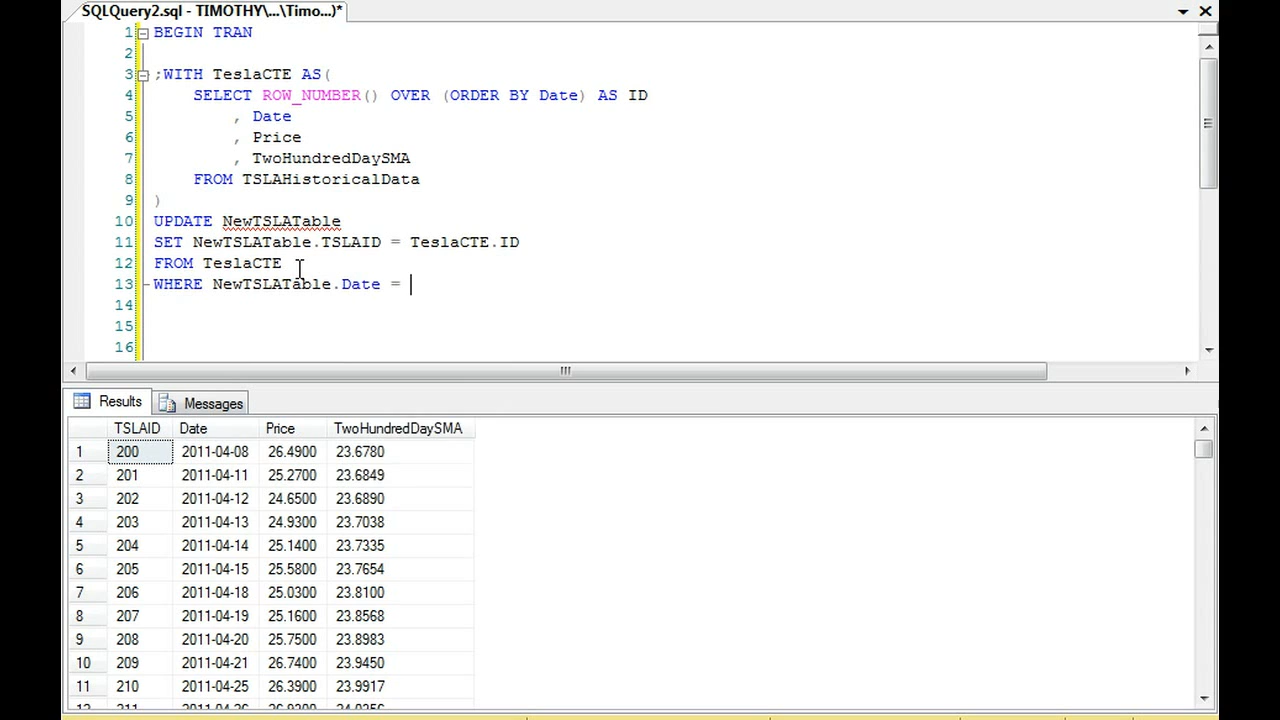 SQLQuery2.sql - TIMOTHY\...\Timo...)*
1 BEGIN TRAN
2
3 ;WITH TeslaCTE AS(
4 SELECT ROW_NUMBER() OVER (ORDER BY Date) AS ID
5 , Date
6 , Price
7 , TwoHundredDaySMA
8 FROM TSLAHistoricalData
9 )
10 UPDATE NewTSLATable
11 SET NewTSLATable.TSLAID = TeslaCTE.ID
12 FROM TeslaCTE
13 WHERE NewTSLATable.Date =
14
15
16
Results Messages
TSLAID Date Price TwoHundredDaySMA
1 200 2011-04-08 26.4900 23.6780
2 201 2011-04-11 25.2700 23.6849
3 202 2011-04-12 24.6500 23.6890
4 203 2011-04-13 24.9300 23.7038
5 204 2011-04-14 25.1400 23.7335
6 205 2011-04-15 25.5800 23.7654
7 206 2011-04-18 25.0300 23.8100
8 207 2011-04-19 25.1600 23.8568
9 208 2011-04-20 25.7500 23.8983
10 209 2011-04-21 26.7400 23.9450
11 210 2011-04-25 26.3900 23.9917